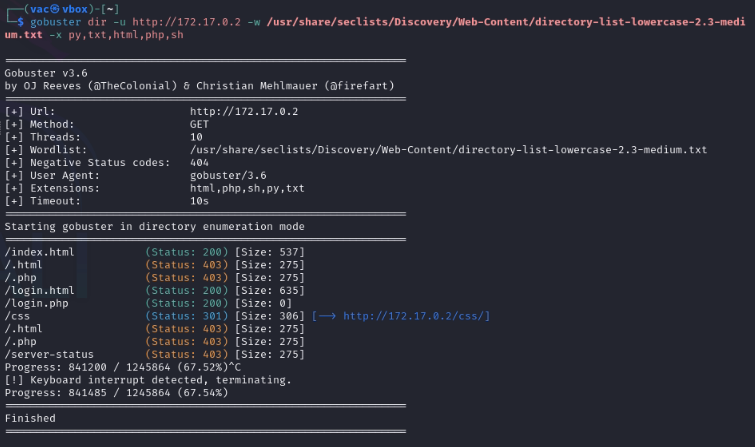 ┌──(vac㉿vbox)-[~]
└─$ gobuster dir -u http://172.17.0.2 -w /usr/share/seclists/Discovery/Web-Content/directory-list-lowercase-2.3-medi
um.txt -x py,txt,html,php,sh
===============================================================
Gobuster v3.6
by OJ Reeves (@TheColonial) & Christian Mehlmauer (@firefart)
===============================================================
[+] Url:                     http://172.17.0.2
[+] Method:                  GET
[+] Threads:                 10
[+] Wordlist:                /usr/share/seclists/Discovery/Web-Content/directory-list-lowercase-2.3-medium.txt
[+] Negative Status codes:   404
[+] User Agent:              gobuster/3.6
[+] Extensions:              html,php,sh,py,txt
[+] Timeout:                 10s
===============================================================
Starting gobuster in directory enumeration mode
===============================================================
/index.html           (Status: 200) [Size: 537]
/.html                (Status: 403) [Size: 275]
/.php                 (Status: 403) [Size: 275]
/login.html           (Status: 200) [Size: 635]
/login.php            (Status: 200) [Size: 0]
/css                  (Status: 301) [Size: 306] [--> http://172.17.0.2/css/]
/.html                (Status: 403) [Size: 275]
/.php                 (Status: 403) [Size: 275]
/server-status        (Status: 403) [Size: 275]
Progress: 841200 / 1245864 (67.52%)^C
[!] Keyboard interrupt detected, terminating.
Progress: 841485 / 1245864 (67.54%)
===============================================================
Finished
===============================================================